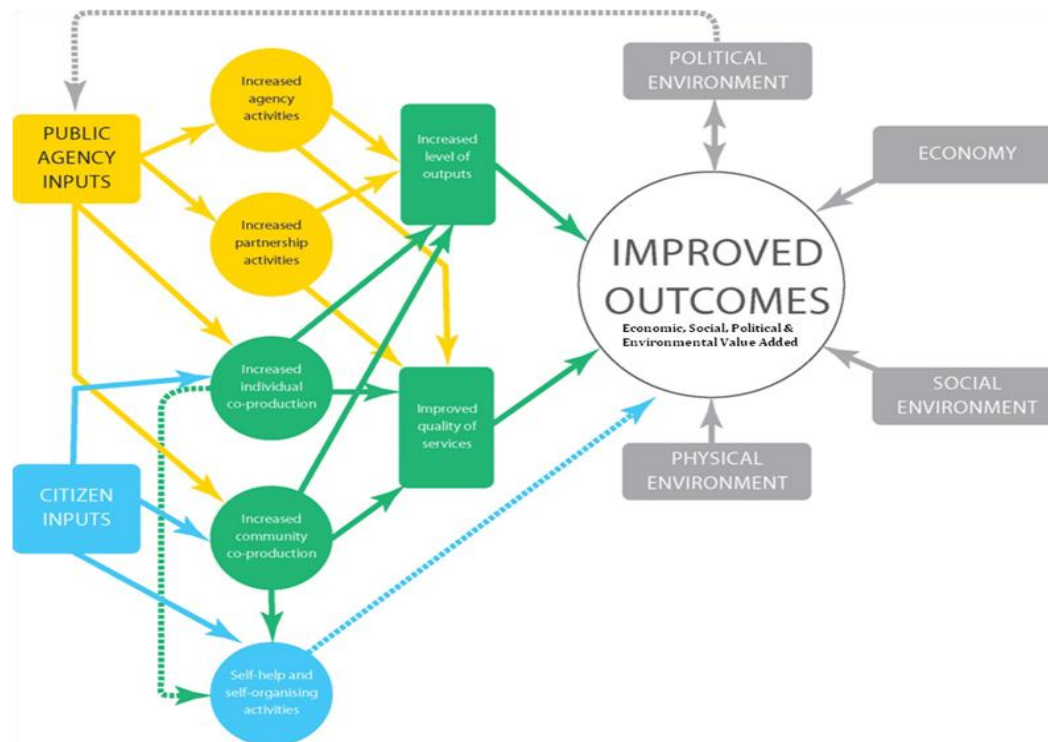 POLITICAL
ENVIRONMENT
ECONOMY
PUBLIC
AGENCY
INPUTS
Increased
agency
activities
Increased
level of
outputs
Increased
partnership
activities
IMPROVED
OUTCOMES
Economic, Social, Political &
Environmental Value Added
Increased
individual
co-production
Improved
quality of
services
SOCIAL
ENVIRONMENT
PHYSICAL
ENVIRONMENT
CITIZEN
INPUTS
Increased
community
co-production
Self-help and
self-organising
activities